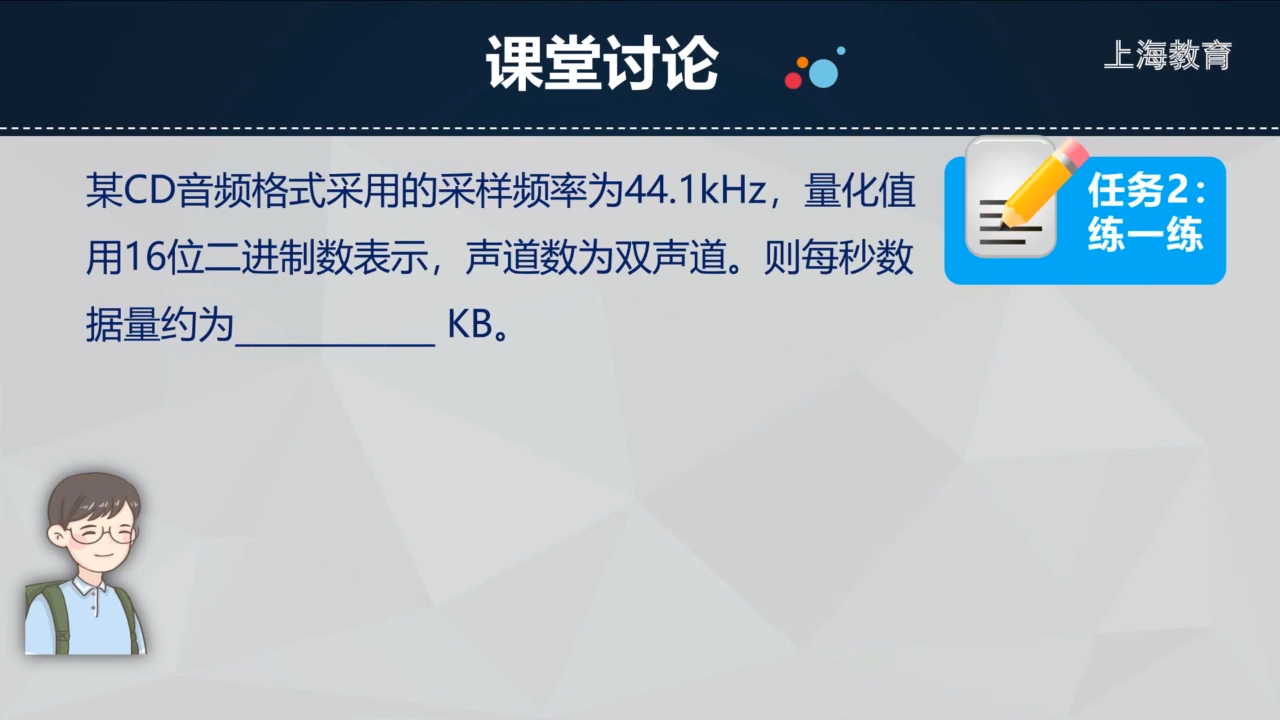 课堂讨论
上海教育
某CD音频格式采用的采样频率为44.1kHz，量化值
用16位二进制数表示，声道数为双声道。则每秒数
据量约为___________ KB。
任务2：
练一练